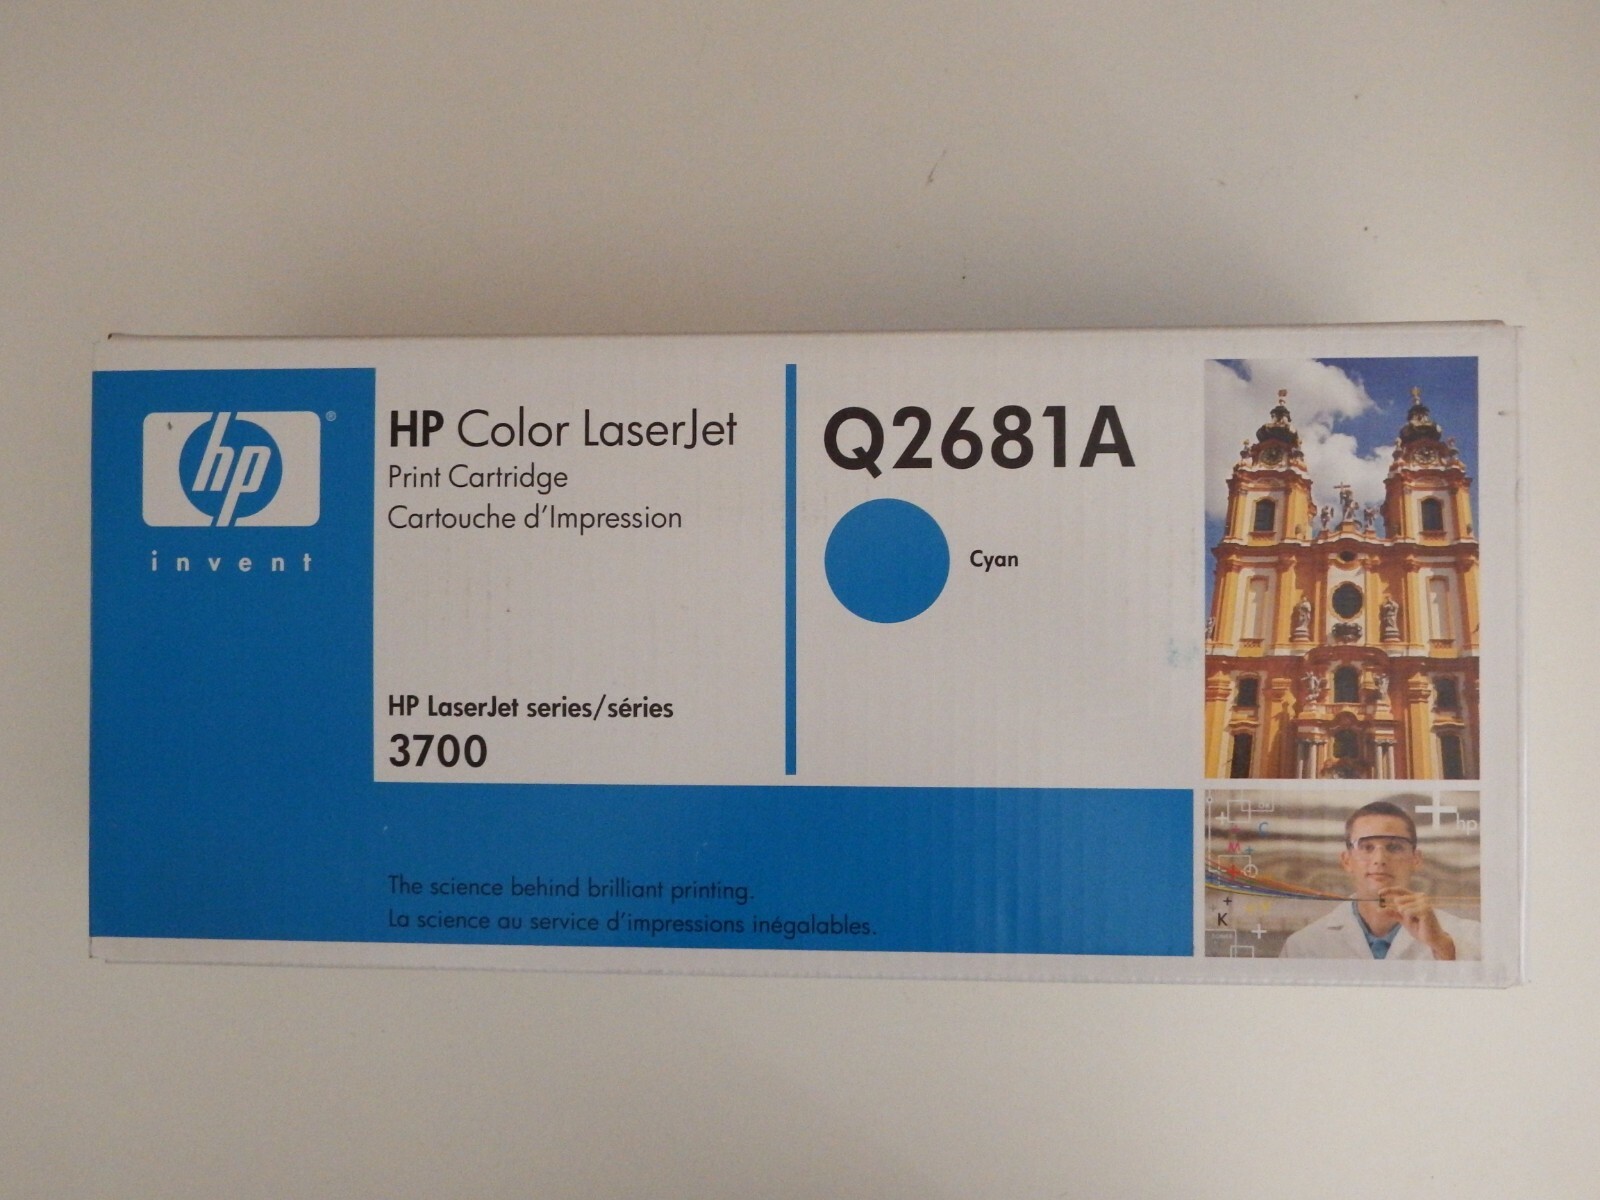 hp
®
invent
HP Color LaserJet
Print Cartridge
Cartouche d'Impression
HP LaserJet series/séries
3700
Q2681A
Cyan
The science behind brilliant printing.
La science au service d'impressions inégalables.
C
M
K
hp